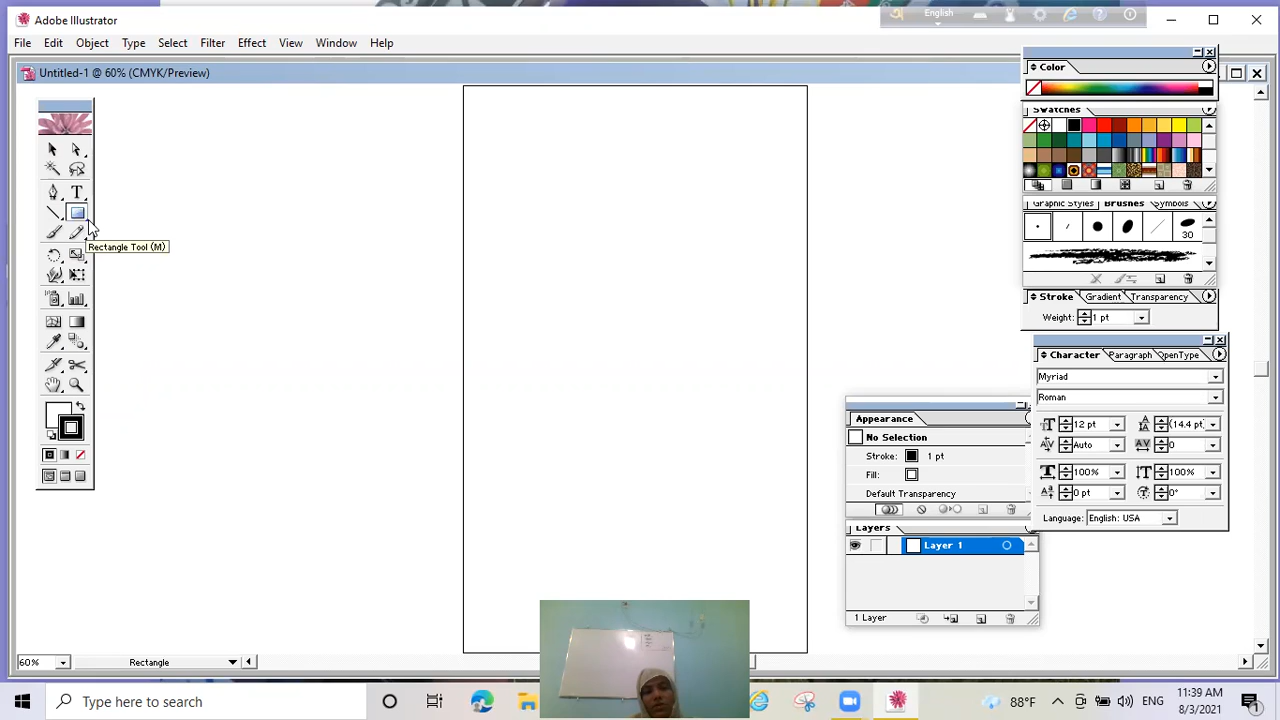 Adobe Illustrator
English
File Edit Object Type Select Filter Effect View Window Help
Untitled-1 @ 60% (CMYK/Preview)
Color
Swatches
Graphic Styles Brushes Symbols
30
Rectangle Tool (M)
Stroke Gradient Transparency
Weight: 1 pt
Character Paragraph OpenType
Myriad
Roman
12 pt (14.4 pt)
Auto 0
100% 100%
0 pt 0°
Language: English: USA
Appearance
No Selection
Stroke: 1 pt
Fill:
Default Transparency
Layers
Layer 1
1 Layer
60% Rectangle
Type here to search
88°F
ENG
11:39 AM
8/3/2021
1